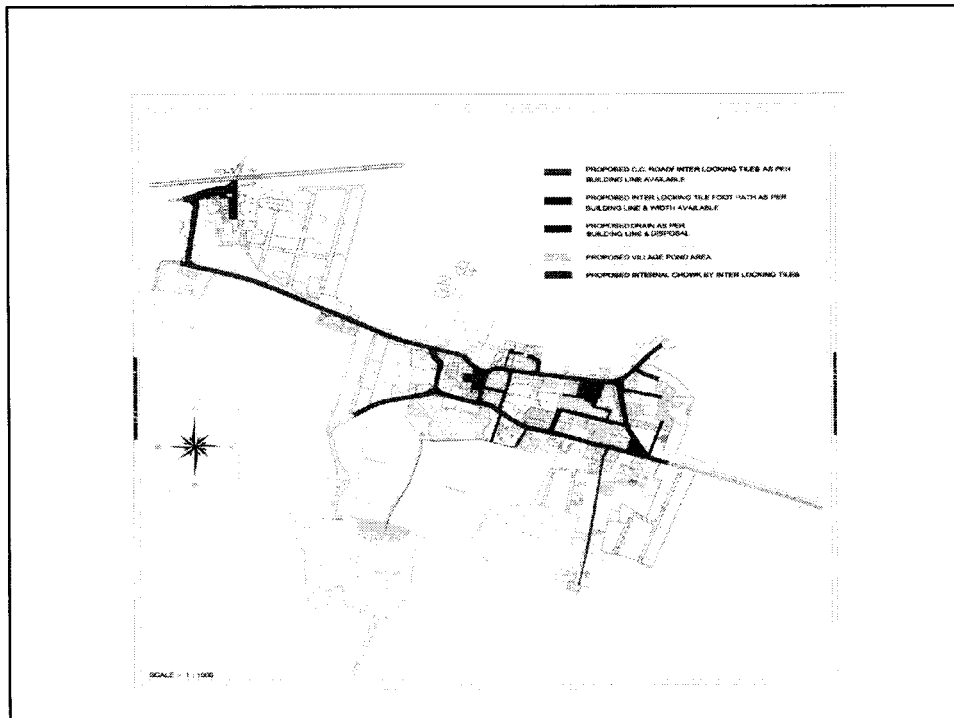 PROPOSED C.C. ROAD/ INTER LOCKING TILES AS PER
BUILDING LINE AVAILABLE
PROPOSED INTER LOCKING TILE FOOT PATH AS PER
BUILDING LINE & WIDTH AVAILABLE
PROPOSED DRAIN AS PER
BUILDING LINE & DISPOSAL
PROPOSED VILLAGE POND AREA
PROPOSED INTERNAL CHOWK BY INTER LOCKING TILES
SCALE - 1 : 1000